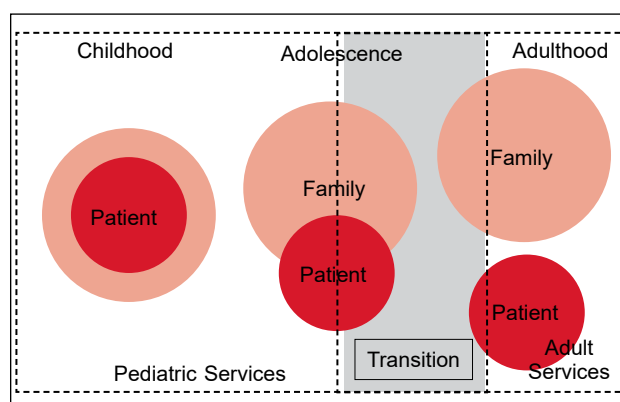 Childhood
Adolescence
Adulthood
Patient
Family
Patient
Family
Patient
Pediatric Services
Transition
Adult
Services